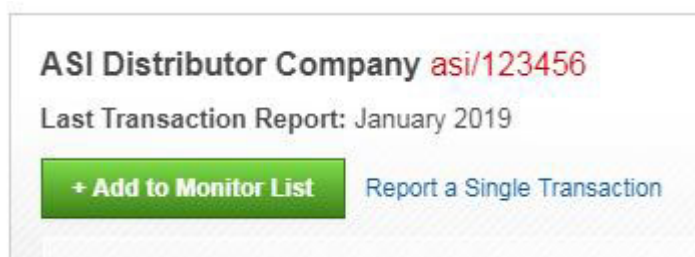 ASI Distributor Company asi/123456
Last Transaction Report: January 2019
+ Add to Monitor List Report a Single Transaction